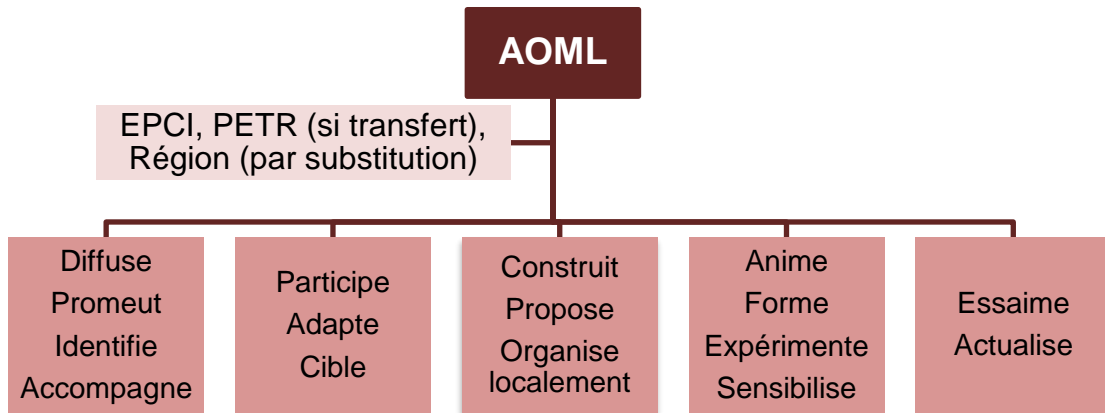 AOML
EPCI, PETR (si transfert),
Région (par substitution)
Diffuse
Promeut
Identifie
Accompagne
Participe
Adapte
Cible
Construit
Propose
Organise
localement
Anime
Forme
Expérimente
Sensibilise
Essaime
Actualise